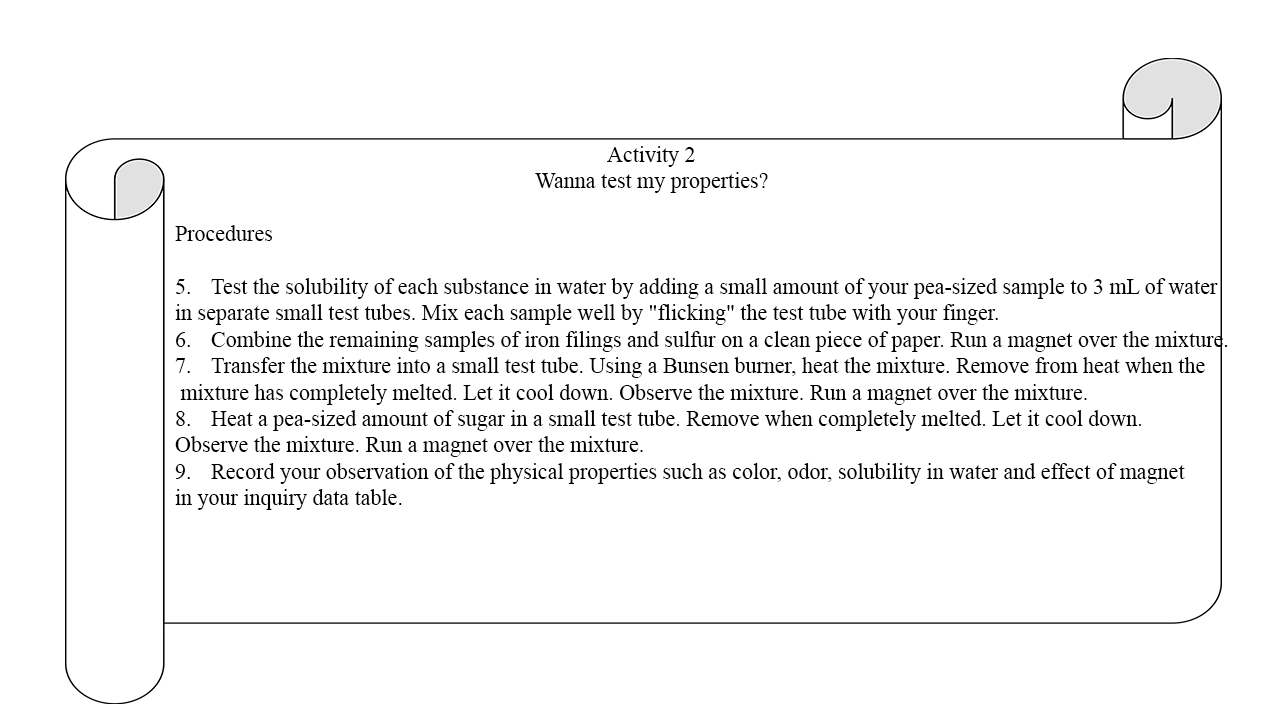 Activity 2
Wanna test my properties?
Procedures
5. Test the solubility of each substance in water by adding a small amount of your pea-sized sample to 3 mL of water
in separate small test tubes. Mix each sample well by "flicking" the test tube with your finger.
6. Combine the remaining samples of iron filings and sulfur on a clean piece of paper. Run a magnet over the mixture.
7. Transfer the mixture into a small test tube. Using a Bunsen burner, heat the mixture. Remove from heat when the
mixture has completely melted. Let it cool down. Observe the mixture. Run a magnet over the mixture.
8. Heat a pea-sized amount of sugar in a small test tube. Remove when completely melted. Let it cool down.
Observe the mixture. Run a magnet over the mixture.
9. Record your observation of the physical properties such as color, odor, solubility in water and effect of magnet
in your inquiry data table.